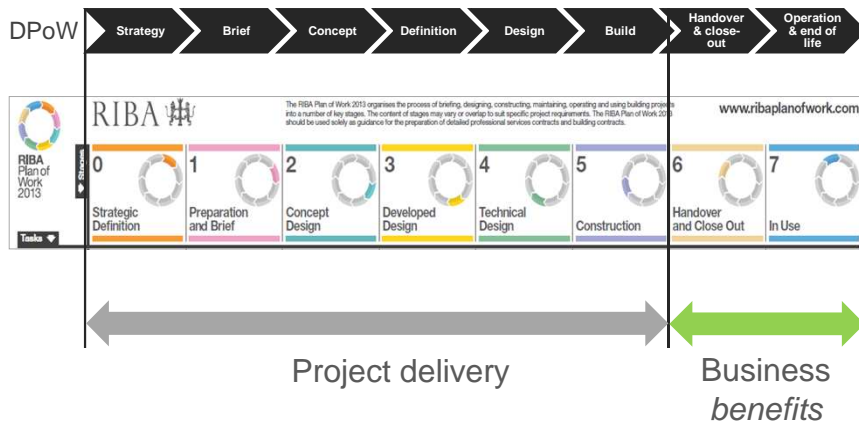 DPoW
Strategy
Brief
Concept
Definition
Design
Build
Handover
& close-
out
Operation
& end of
life
RIBA
Plan of
Work
2013
Stages
Tasks
RIBA
The RIBA Plan of Work 2013 organises the process of briefing, designing, constructing, maintaining, operating and using building projects
into a number of key stages. The content of stages may vary or overlap to suit specific project requirements. The RIBA Plan of Work 2013
should be used solely as guidance for the preparation of detailed professional services contracts and building contracts.
www.ribaplanofwork.com
0
Strategic
Definition
1
Preparation
and Brief
2
Concept
Design
3
Developed
Design
4
Technical
Design
5
Construction
6
Handover
and Close Out
7
In Use
Project delivery
Business
benefits